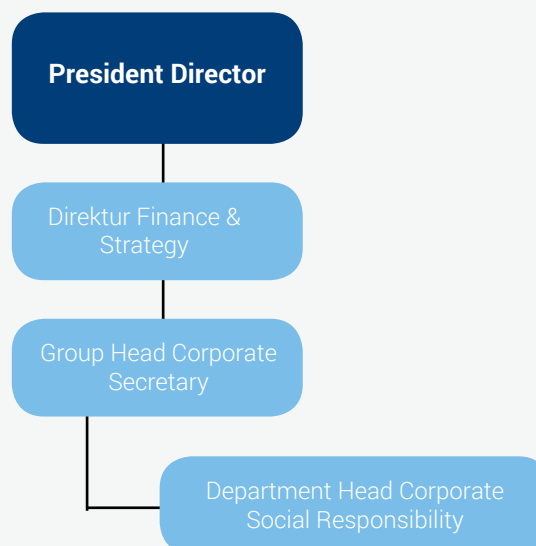 President Director
Direktur Finance &
Strategy
Group Head Corporate
Secretary
Department Head Corporate
Social Responsibility